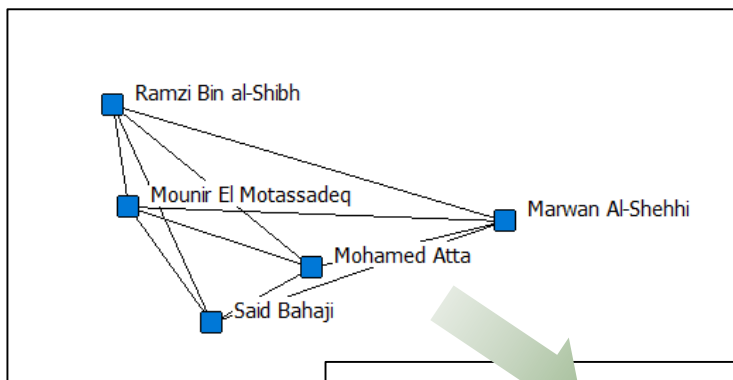 Ramzi Bin al-Shibh
Mounir El Motassadeq
Marwan Al-Shehhi
Mohamed Atta
Said Bahaji